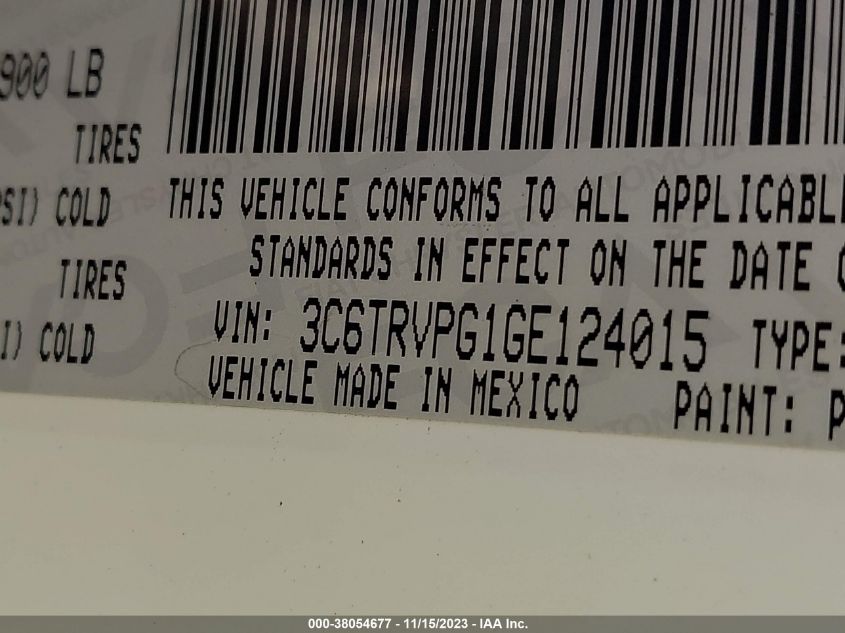 900 LB
TIRES
PSI) COLD
TIRES
I) COLD
THIS VEHICLE CONFORMS TO ALL APPLICABL
STANDARDS IN EFFECT ON THE DATE
VIN: 3C6TRVPG1GE124015 TYPE:
VEHICLE MADE IN MEXICO PAINT: P
000-38054677 - 11/15/2023 - IAA Inc.